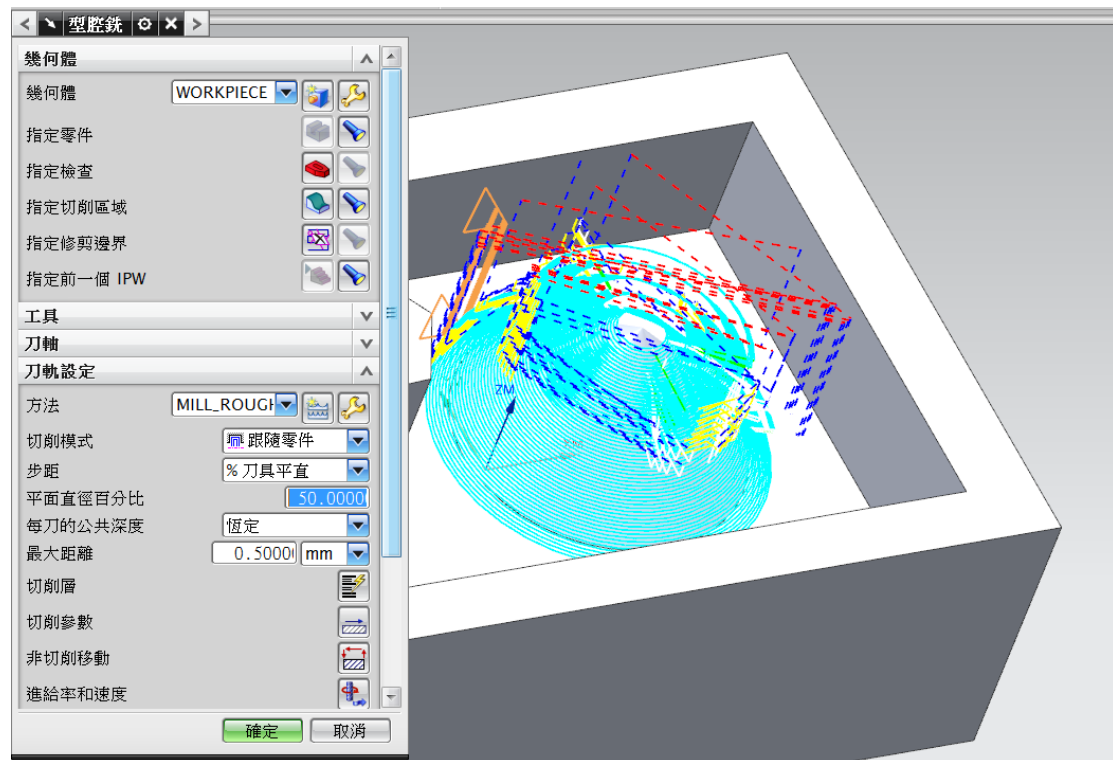 型腔銑
幾何體
幾何體 WORKPIECE
指定零件
指定檢查
指定切削區域
指定修剪邊界
指定前一個 IPW
工具
刀軸
刀軌設定
方法 MILL_ROUGH
切削模式 跟隨零件
步距 % 刀具平直
平面直徑百分比 50.0000
每刀的公共深度 恆定
最大距離 0.5000 mm
切削層
切削參數
非切削移動
進給率和速度
確定 取消
ZM